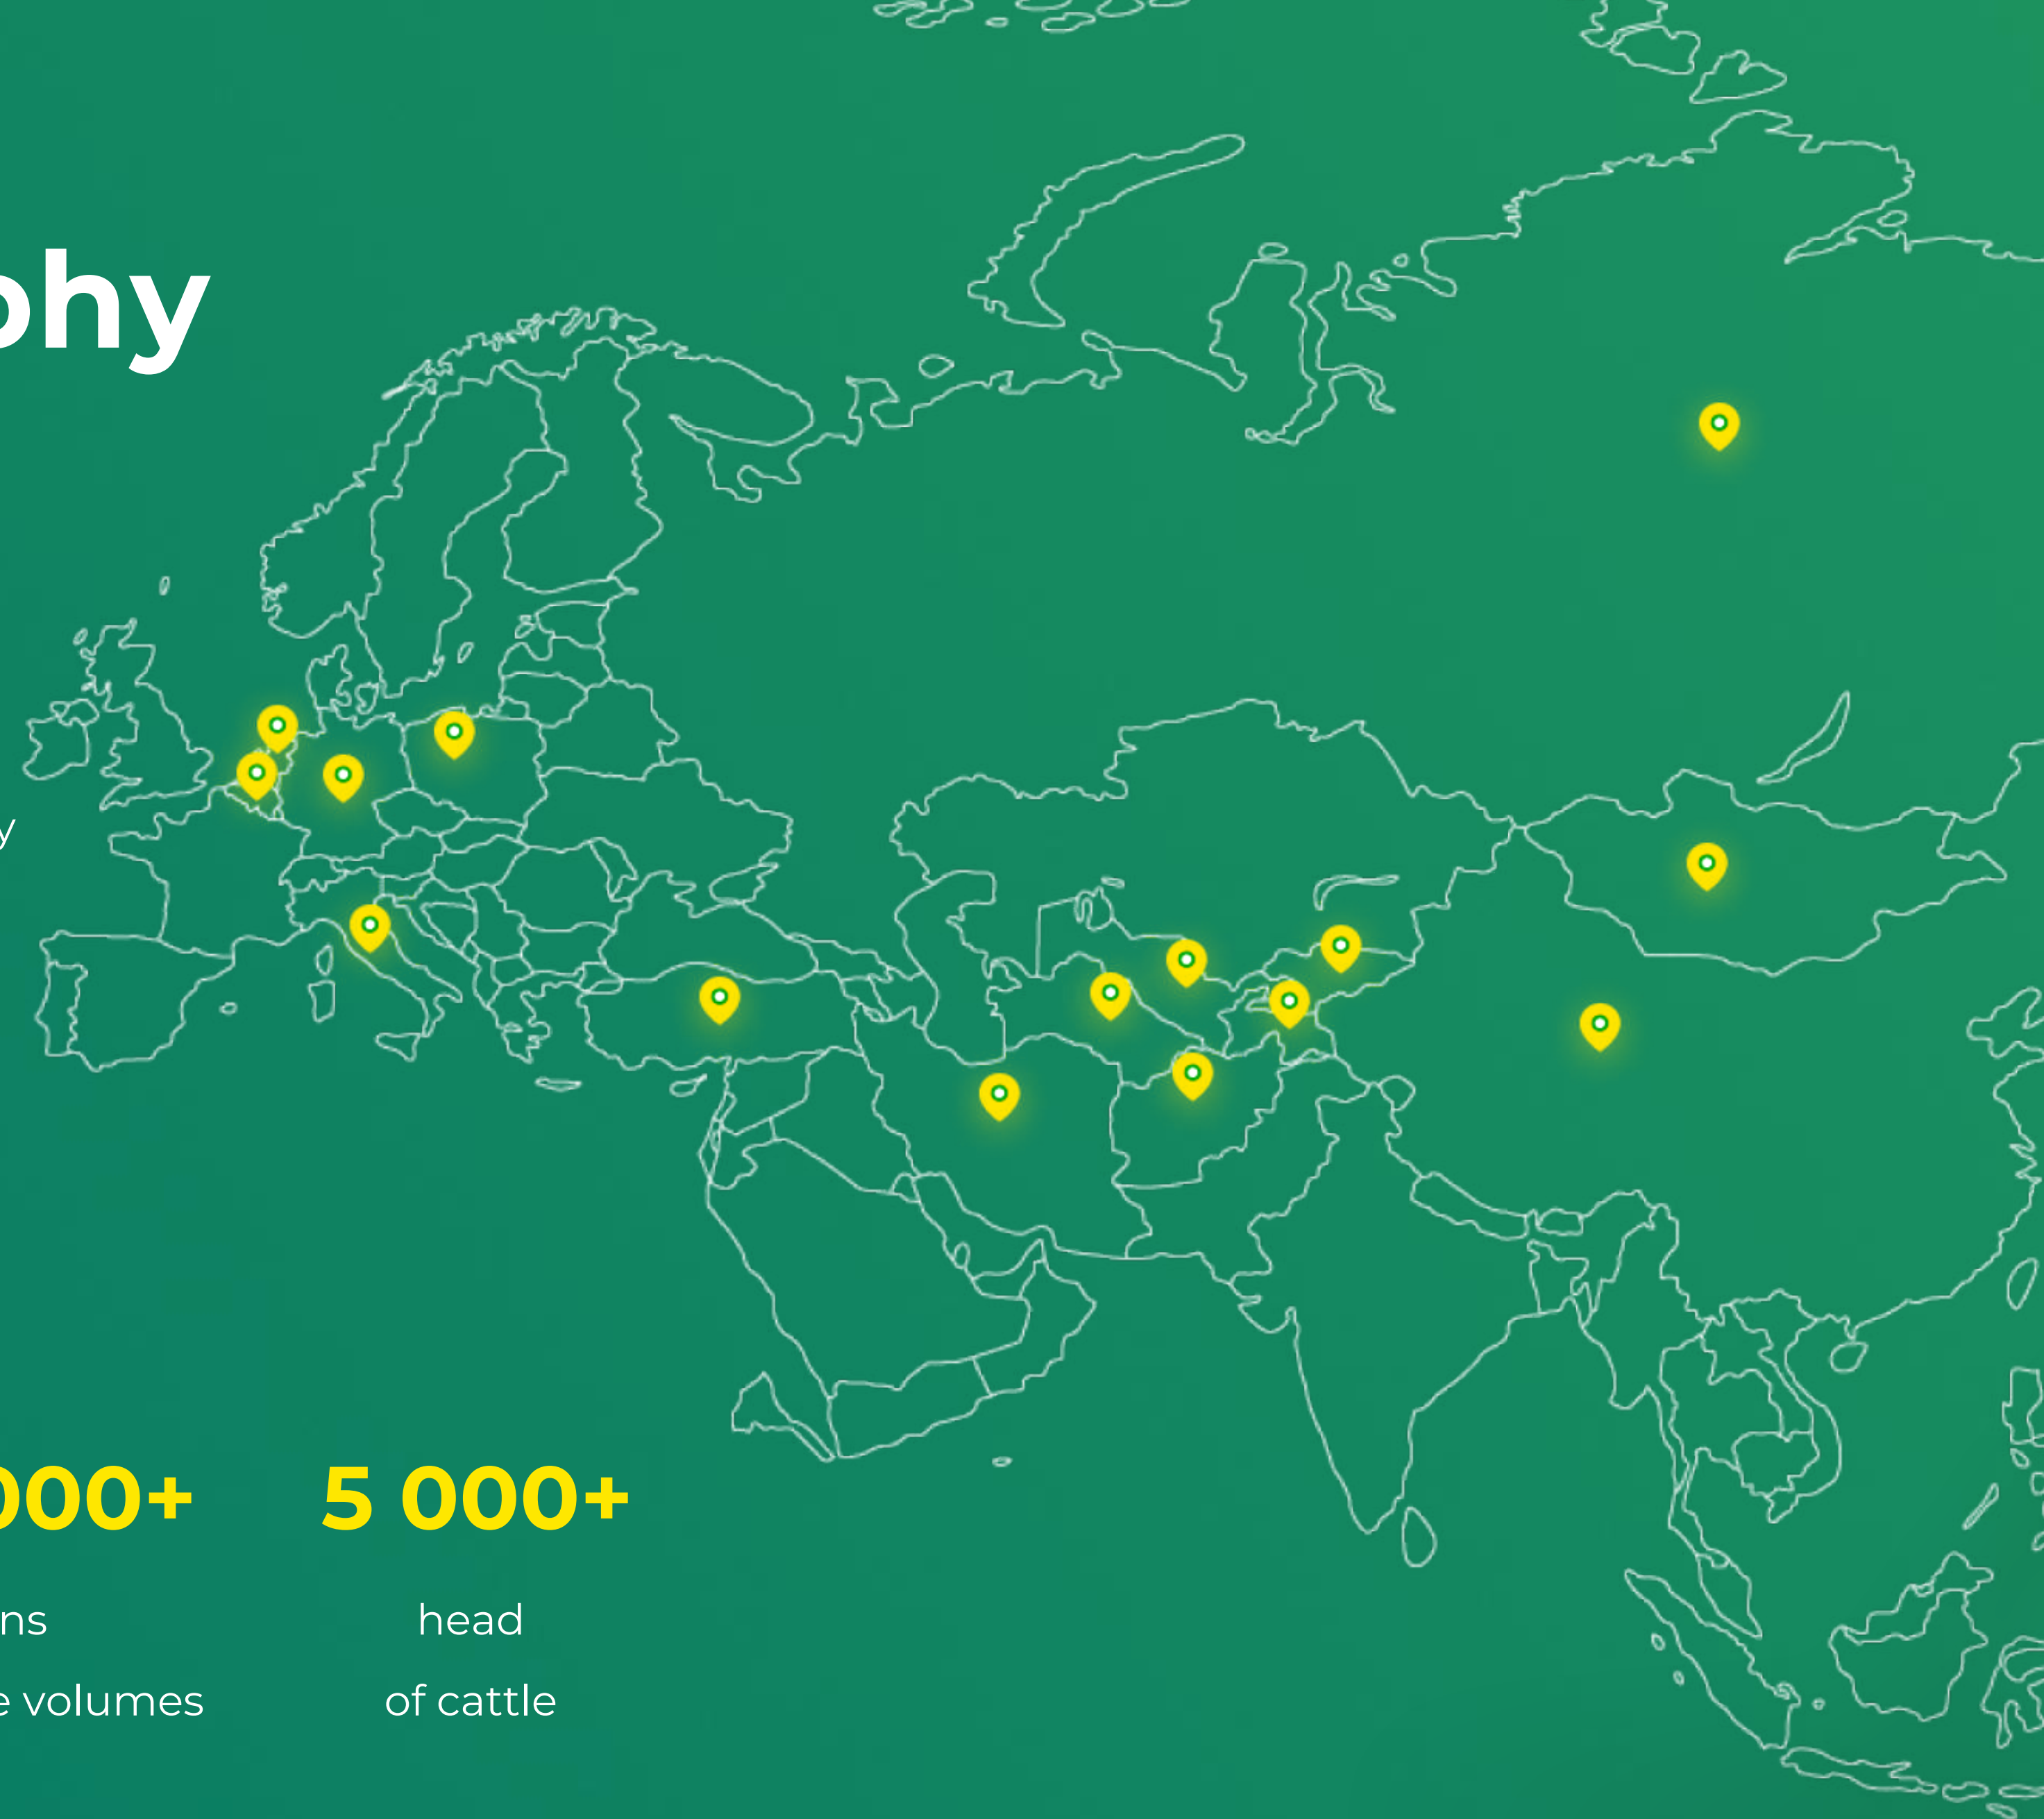 phy
y
000+ 5 000+
ns head
e volumes of cattle